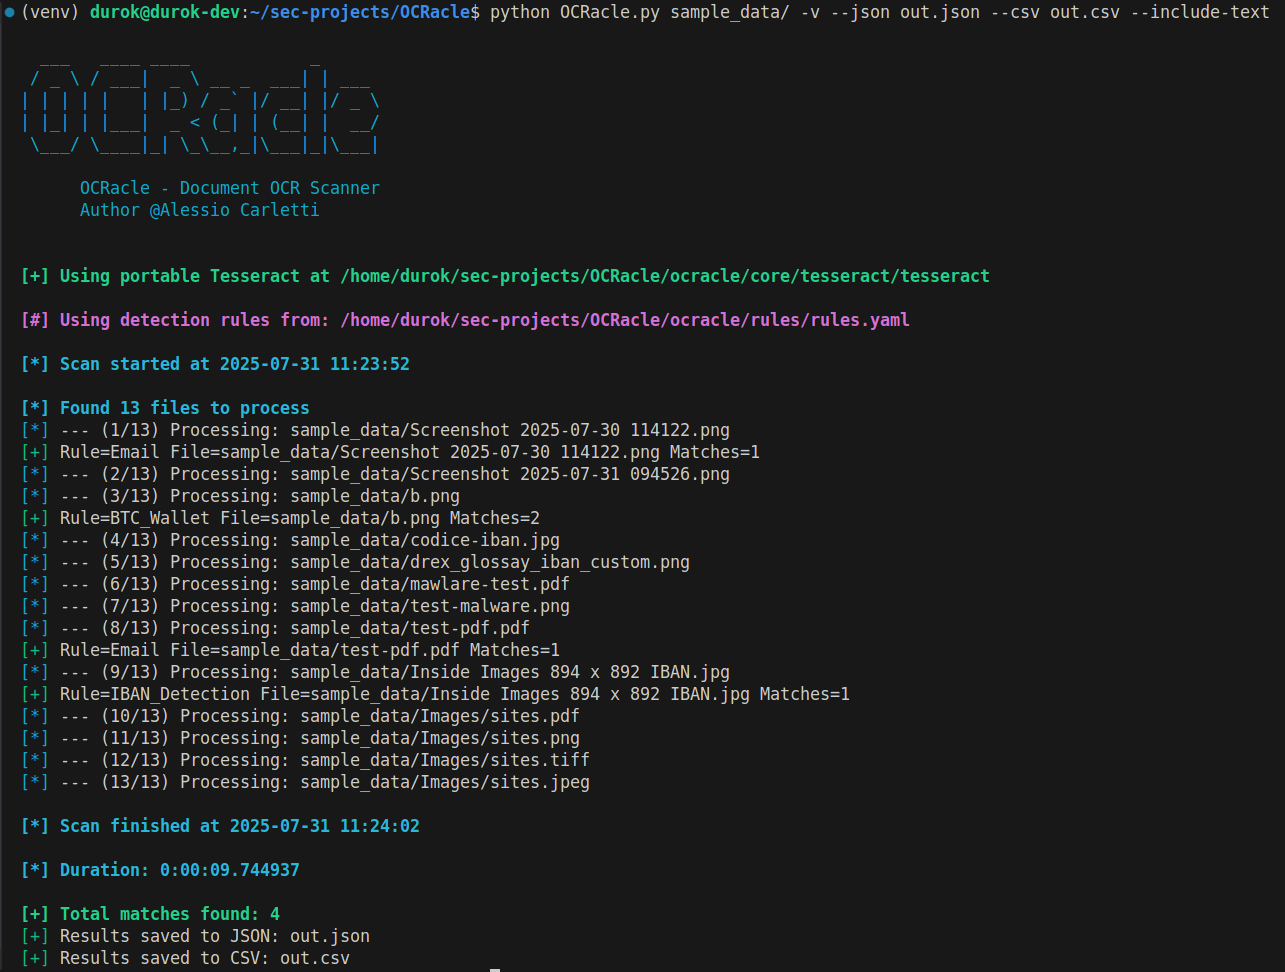 (venv) durok@durok-dev:~/sec-projects/OCRacle$ python OCRacle.py sample_data/ -v --json out.json --csv out.csv --include-text
OCRacle
OCRacle - Document OCR Scanner
Author @Alessio Carletti
[+] Using portable Tesseract at /home/durok/sec-projects/OCRacle/ocracle/core/tesseract/tesseract
[#] Using detection rules from: /home/durok/sec-projects/OCRacle/ocracle/rules/rules.yaml
[*] Scan started at 2025-07-31 11:23:52
[*] Found 13 files to process
[*] --- (1/13) Processing: sample_data/Screenshot 2025-07-30 114122.png
[+] Rule=Email File=sample_data/Screenshot 2025-07-30 114122.png Matches=1
[*] --- (2/13) Processing: sample_data/Screenshot 2025-07-31 094526.png
[*] --- (3/13) Processing: sample_data/b.png
[+] Rule=BTC_Wallet File=sample_data/b.png Matches=2
[*] --- (4/13) Processing: sample_data/codice-iban.jpg
[*] --- (5/13) Processing: sample_data/drex_glossay_iban_custom.png
[*] --- (6/13) Processing: sample_data/mawlare-test.pdf
[*] --- (7/13) Processing: sample_data/test-malware.png
[*] --- (8/13) Processing: sample_data/test-pdf.pdf
[+] Rule=Email File=sample_data/test-pdf.pdf Matches=1
[*] --- (9/13) Processing: sample_data/Inside Images 894 x 892 IBAN.jpg
[+] Rule=IBAN_Detection File=sample_data/Inside Images 894 x 892 IBAN.jpg Matches=1
[*] --- (10/13) Processing: sample_data/Images/sites.pdf
[*] --- (11/13) Processing: sample_data/Images/sites.png
[*] --- (12/13) Processing: sample_data/Images/sites.tiff
[*] --- (13/13) Processing: sample_data/Images/sites.jpeg
[*] Scan finished at 2025-07-31 11:24:02
[*] Duration: 0:00:09.744937
[+] Total matches found: 4
[+] Results saved to JSON: out.json
[+] Results saved to CSV: out.csv